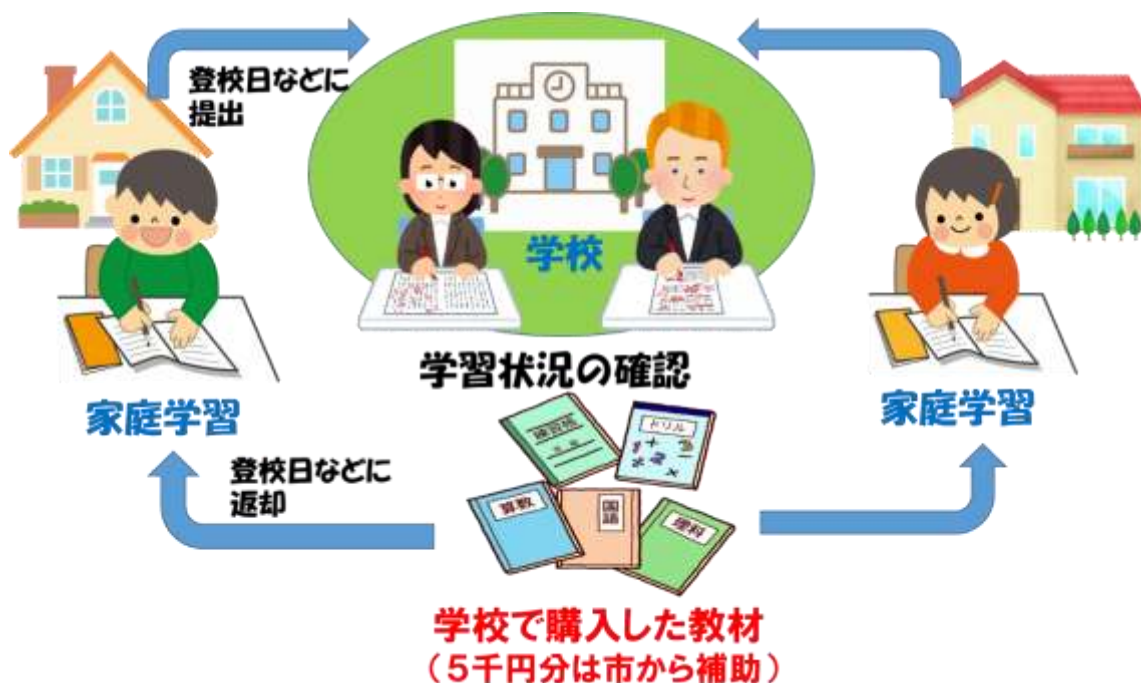 登校日などに
提出
学校
学習状況の確認
家庭学習
家庭学習
登校日などに
返却
練習帳
ドリル
算数
国語
理科
学校で購入した教材
（５千円分は市から補助）